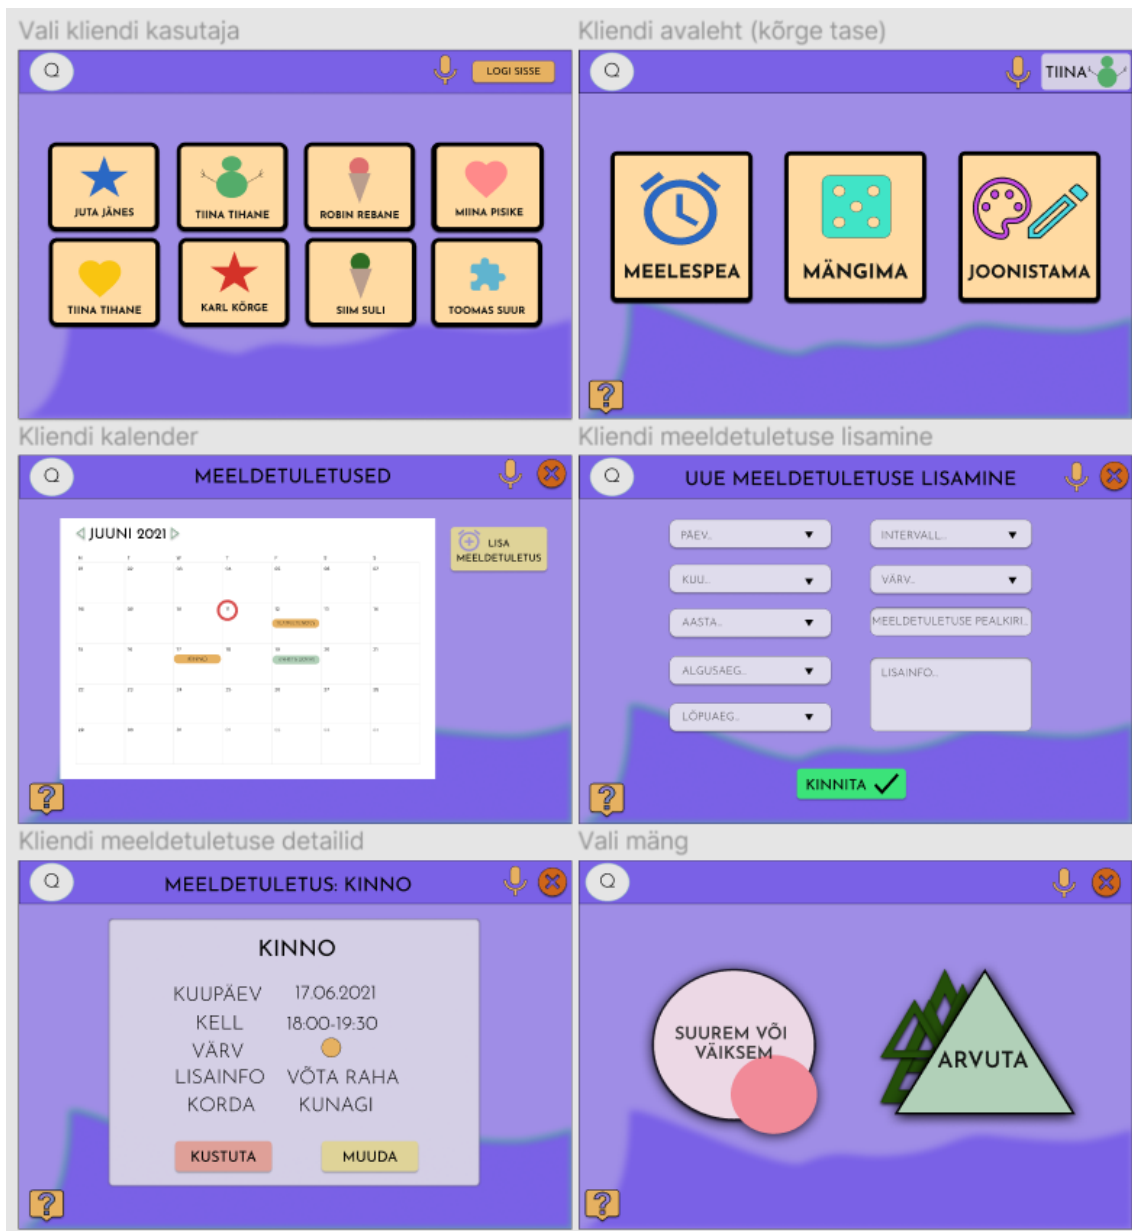 Vali kliendi kasutaja
LOGI SISSE
JUTA JÄNES
TIINA TIHANE
ROBIN REBANE
MIINA PISIKE
TIINA TIHANE
KARL KÕRGE
SIIM SULI
TOOMAS SUUR
Kliendi avaleht (kõrge tase)
TIINA
MEELESPEA
MÄNGIMA
JOONISTAMA
?
Kliendi kalender
MEELDETULETUSED
JUUNI 2021
LISA
MEELDETULETUS
KINNO
?
Kliendi meeldetuletuse lisamine
UUE MEELDETULETUSE LISAMINE
PÄEV..
INTERVALL..
KUU..
VÄRV..
AASTA..
MEELDETULETUSE PEALKIRI..
ALGUSAEG..
LISAINFO..
LÕPUAEG..
KINNITA
?
Kliendi meeldetuletuse detailid
MEELDETULETUS: KINNO
KINNO
KUUPÄEV 17.06.2021
KELL 18:00-19:30
VÄRV
LISAINFO VÕTA RAHA
KORDA KUNAGI
KUSTUTA MUUDA
?
Vali mäng
SUUREM VÕI
VÄIKSEM
ARVUTA
?